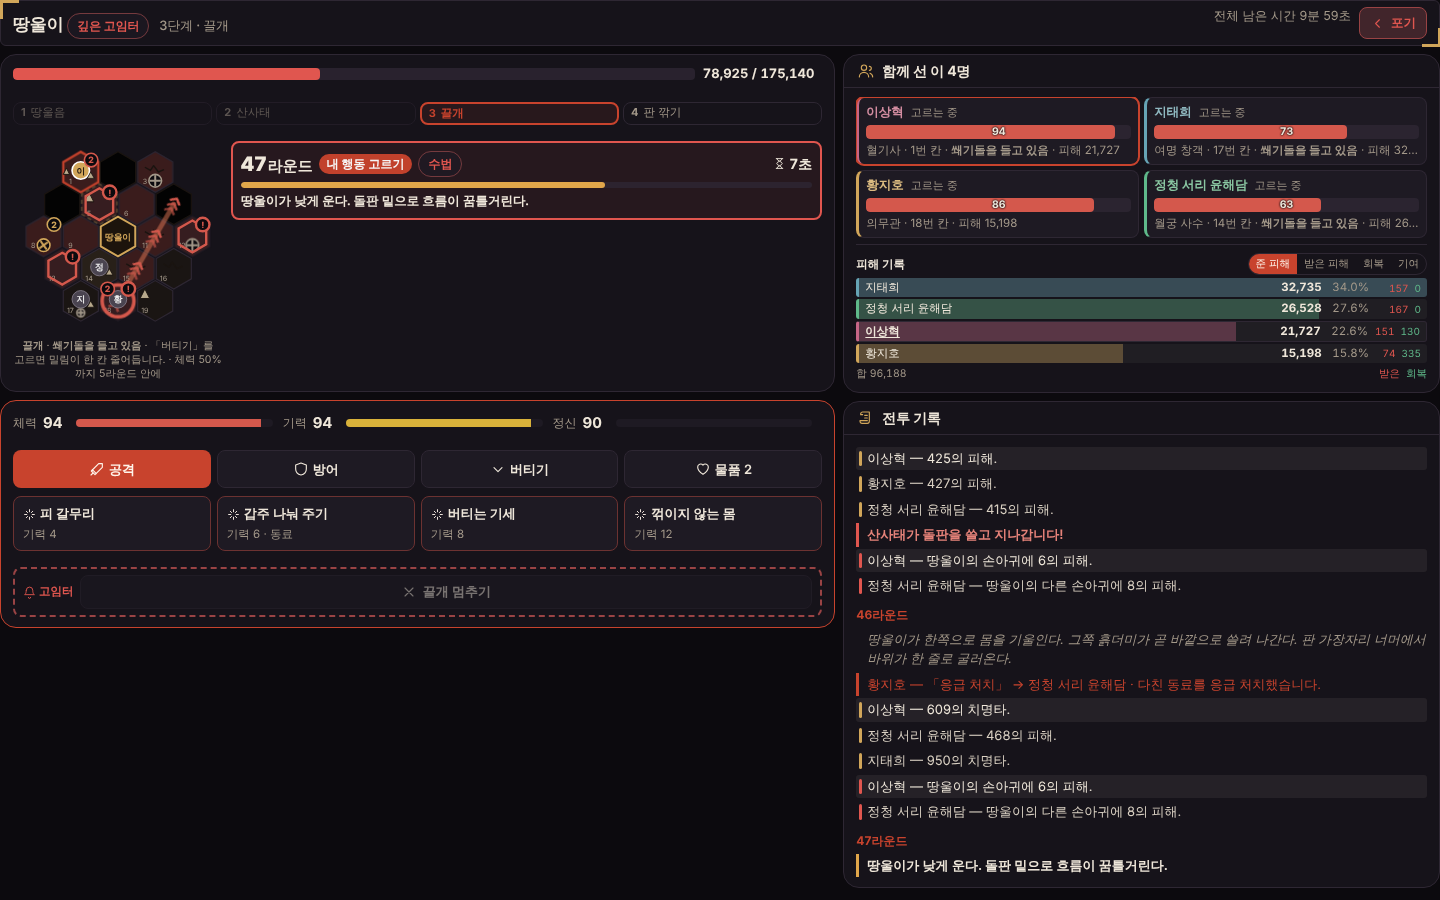 땅울이 깊은 고임터 3단계 · 끌개
전체 남은 시간 9분 59초
포기
78,925 / 175,140
1 땅울음
2 산사태
3 끌개
4 판 깎기
47라운드 내 행동 고르기 수법
7초
땅울이가 낮게 운다. 돌판 밑으로 흐름이 꿈틀거린다.
이
2
1
3
!
6
2
땅울이
!
8
9
!
정
14
16
2
!
지
황
17
19
끌개 · 쐐기돌을 들고 있음 · 「버티기」를
고르면 밀림이 한 칸 줄어듭니다. · 체력 50%
까지 5라운드 안에
체력 94
기력 94
정신 90
공격
방어
버티기
물품 2
피 갈무리
기력 4
갑주 나눠 주기
기력 6 · 동료
버티는 기세
기력 8
꺾이지 않는 몸
기력 12
고임터
끌개 멈추기
함께 선 이 4명
이상혁 고르는 중
94
혈기사 · 1번 칸 · 쐐기돌을 들고 있음 · 피해 21,727
지태희 고르는 중
73
여명 창객 · 17번 칸 · 쐐기돌을 들고 있음 · 피해 32...
황지호 고르는 중
86
의무관 · 18번 칸 · 피해 15,198
정청 서리 윤해담 고르는 중
63
월궁 사수 · 14번 칸 · 쐐기돌을 들고 있음 · 피해 26...
피해 기록
준 피해 받은 피해 회복 기여
지태희 32,735 34.0% 157 0
정청 서리 윤해담 26,528 27.6% 167 0
이상혁 21,727 22.6% 151 130
황지호 15,198 15.8% 74 335
합 96,188
받은 회복
전투 기록
이상혁 — 425의 피해.
황지호 — 427의 피해.
정청 서리 윤해담 — 415의 피해.
산사태가 돌판을 쓸고 지나갑니다!
이상혁 — 땅울이의 손아귀에 6의 피해.
정청 서리 윤해담 — 땅울이의 다른 손아귀에 8의 피해.
46라운드
땅울이가 한쪽으로 몸을 기울인다. 그쪽 흙더미가 곧 바깥으로 쓸려 나간다. 판 가장자리 너머에서
바위가 한 줄로 굴러온다.
황지호 — 「응급 처치」 → 정청 서리 윤해담 · 다친 동료를 응급 처치했습니다.
이상혁 — 609의 치명타.
정청 서리 윤해담 — 468의 피해.
지태희 — 950의 치명타.
이상혁 — 땅울이의 손아귀에 6의 피해.
정청 서리 윤해담 — 땅울이의 다른 손아귀에 8의 피해.
47라운드
땅울이가 낮게 운다. 돌판 밑으로 흐름이 꿈틀거린다.